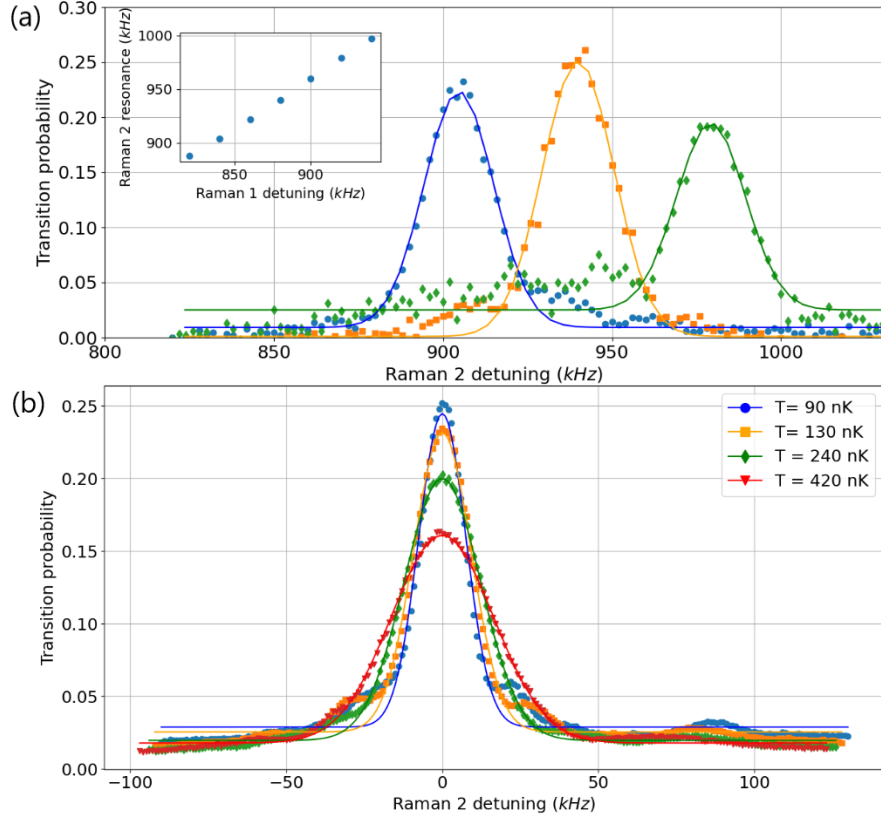 (a)
0.30
0.25
0.20
0.15
0.10
0.05
0.00
Transition probability
1000
950
900
Raman 2 resonance (kHz)
850 900
Raman 1 detuning (kHz)
800 850 900 950 1000
Raman 2 detuning (kHz)
(b)
0.25
0.20
0.15
0.10
0.05
0.00
Transition probability
T= 90 nK
T= 130 nK
T = 240 nK
T = 420 nK
−100 −50 0 50 100
Raman 2 detuning (kHz)